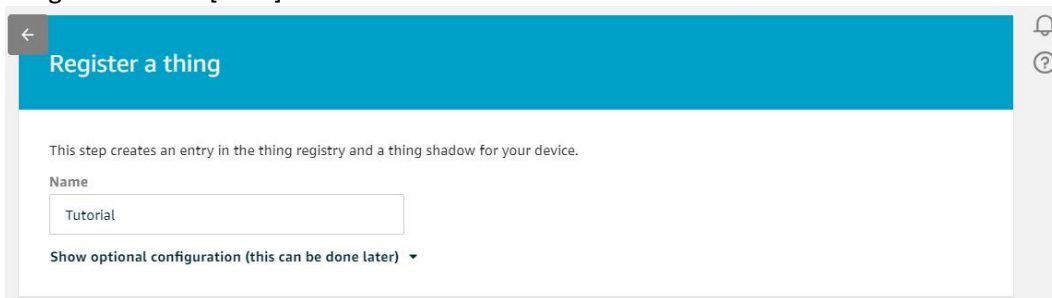 Register a thing
This step creates an entry in the thing registry and a thing shadow for your device.
Name
Tutorial
Show optional configuration (this can be done later)